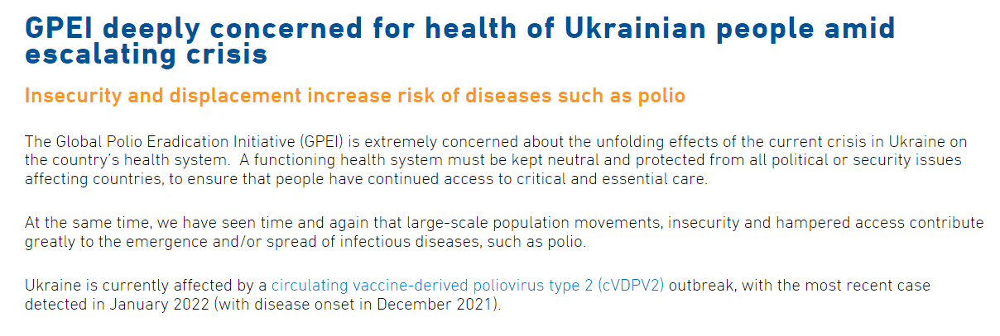 GPEI deeply concerned for health of Ukrainian people amid
escalating crisis
Insecurity and displacement increase risk of diseases such as polio
The Global Polio Eradication Initiative (GPEI) is extremely concerned about the unfolding effects of the current crisis in Ukraine on
the country’s health system.  A functioning health system must be kept neutral and protected from all political or security issues
affecting countries, to ensure that people have continued access to critical and essential care.
At the same time, we have seen time and again that large-scale population movements, insecurity and hampered access contribute
greatly to the emergence and/or spread of infectious diseases, such as polio.
Ukraine is currently affected by a circulating vaccine-derived poliovirus type 2 (cVDPV2) outbreak, with the most recent case
detected in January 2022 (with disease onset in December 2021).